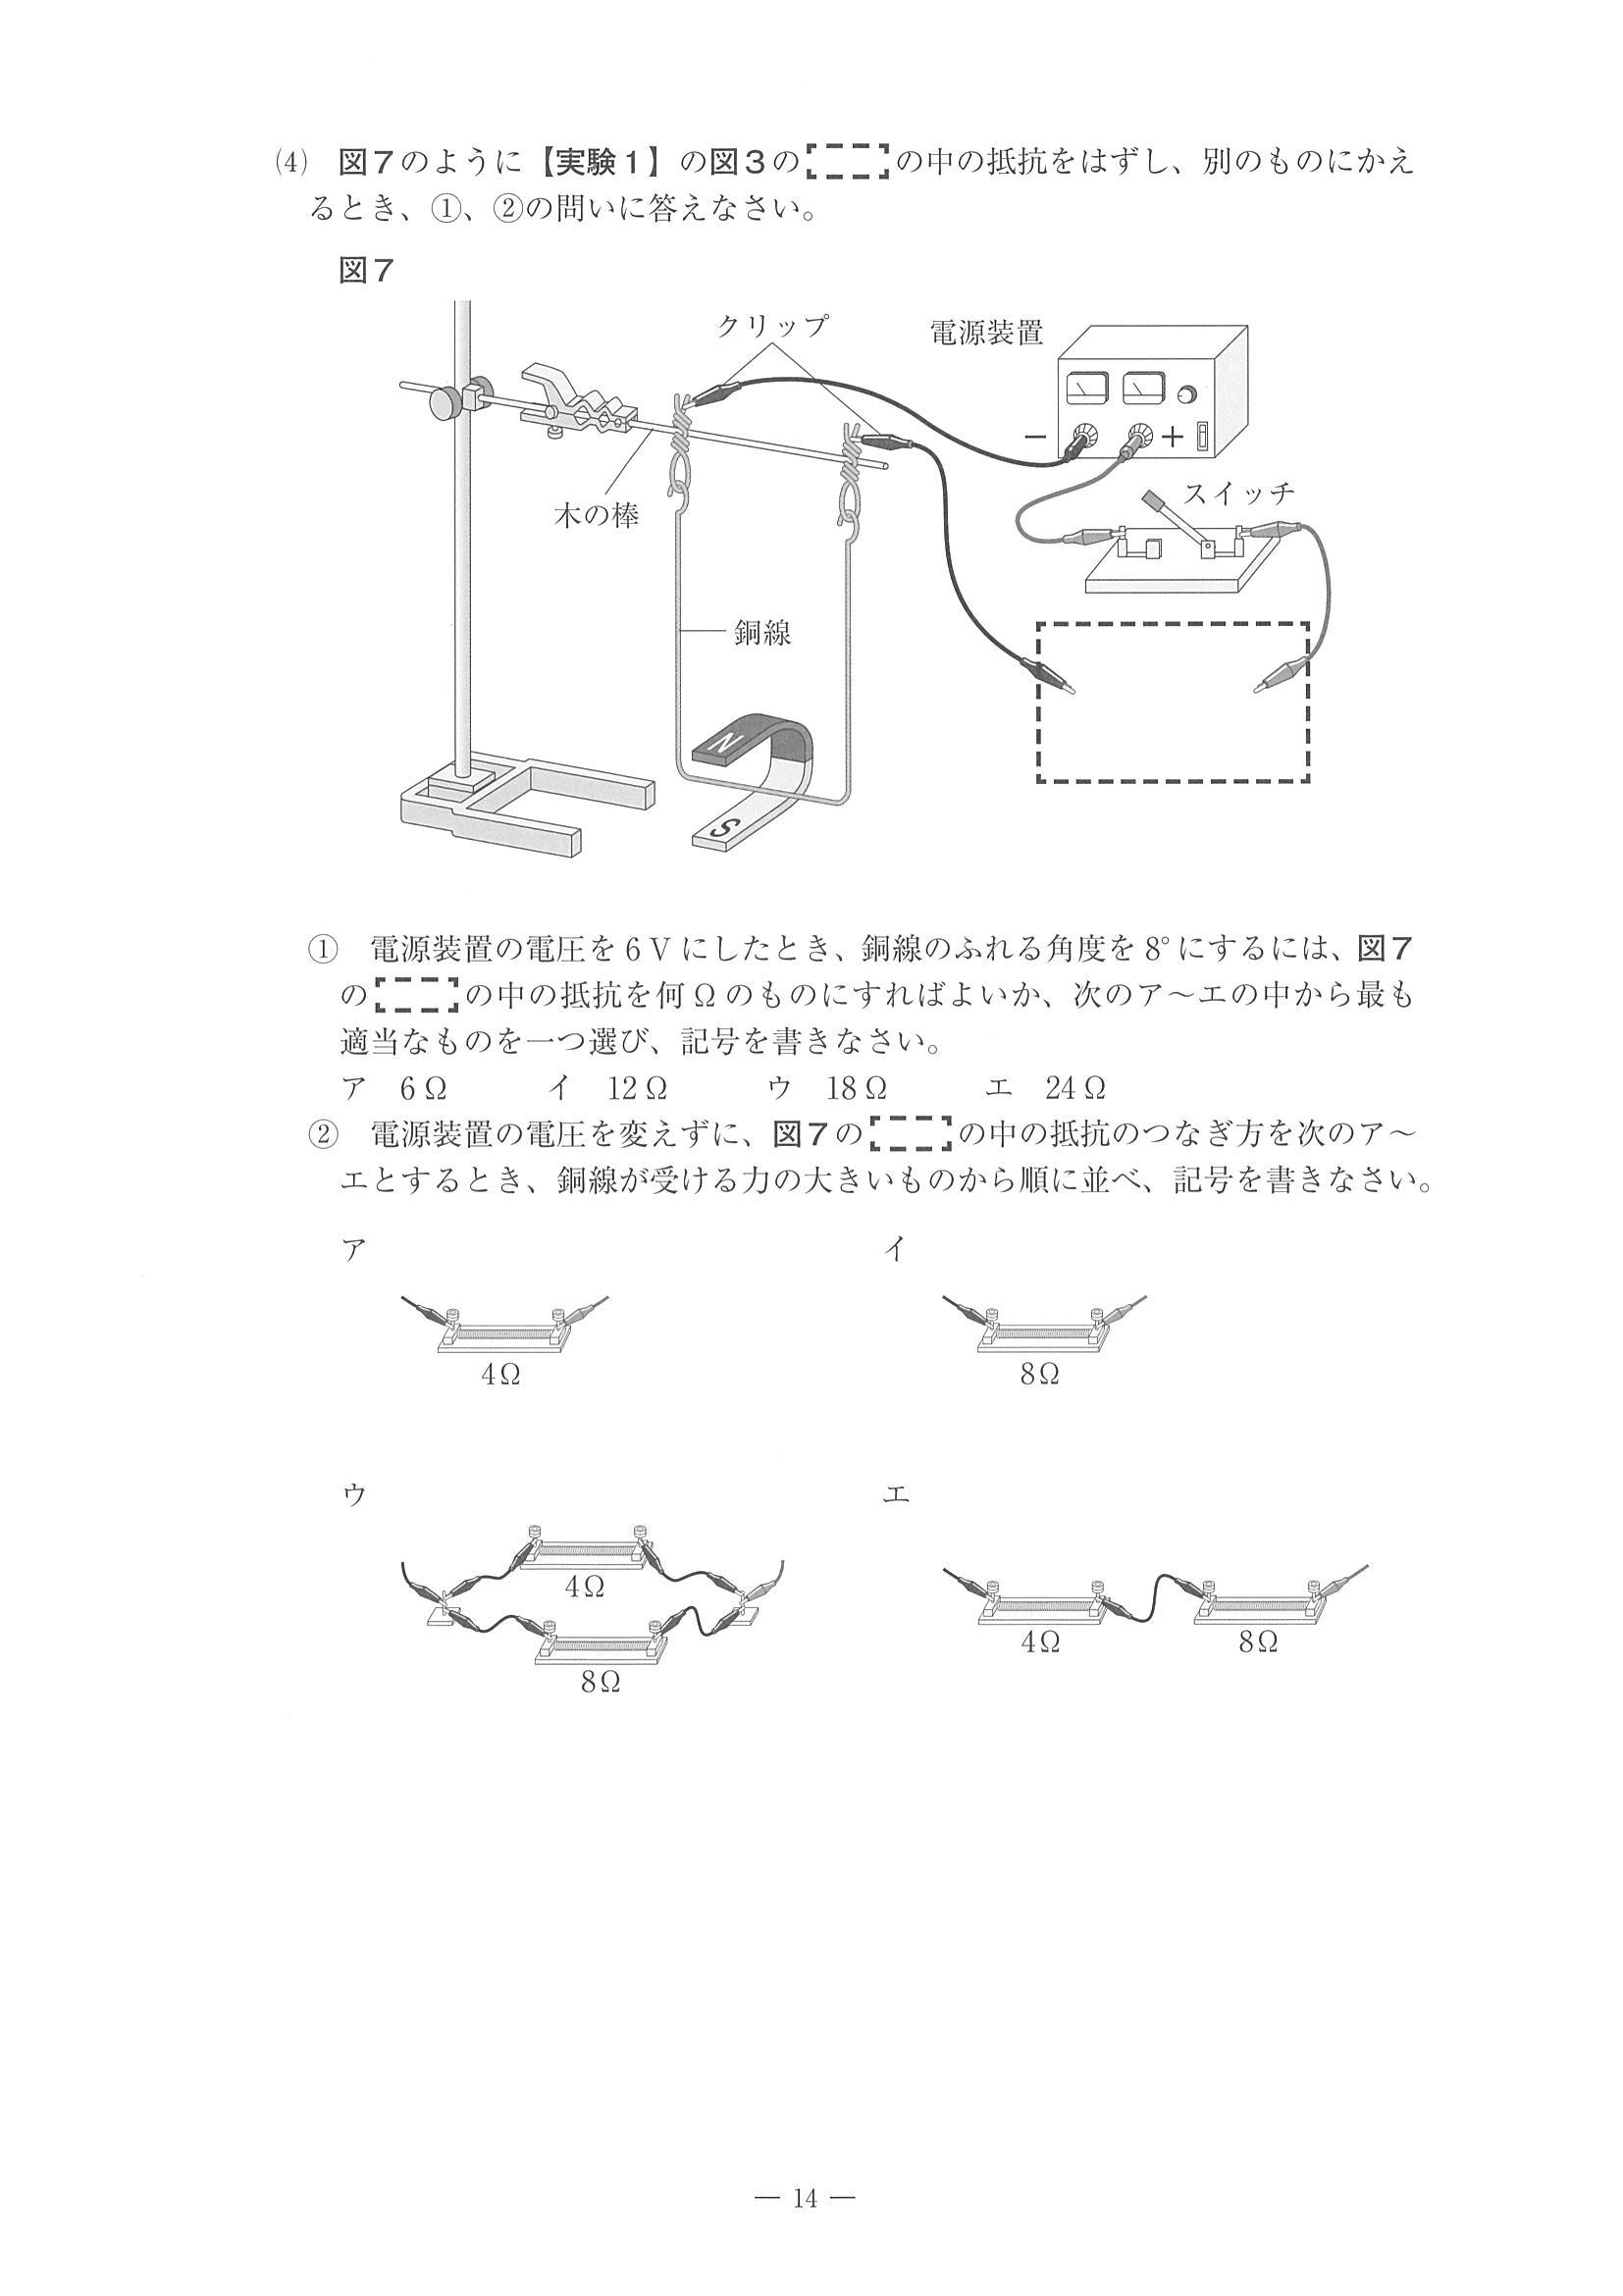 (4) 図7のように【実験1】の図3の の中の抵抗をはずし、別のものにかえ
るとき、①、②の問いに答えなさい。
図7
クリップ
電源装置
－ ＋
スイッチ
木の棒
銅線
N
S
① 電源装置の電圧を6Vにしたとき、銅線のふれる角度を8°にするには、図7
の の中の抵抗を何Ωのものにすればよいか、次のア～エの中から最も
適当なものを一つ選び、記号を書きなさい。
ア 6Ω イ 12Ω ウ 18Ω エ 24Ω
② 電源装置の電圧を変えずに、図7の の中の抵抗のつなぎ方を次のア～
エとするとき、銅線が受ける力の大きいものから順に並べ、記号を書きなさい。
ア イ
4Ω 8Ω
ウ エ
4Ω
8Ω
4Ω 8Ω
― 14 ―